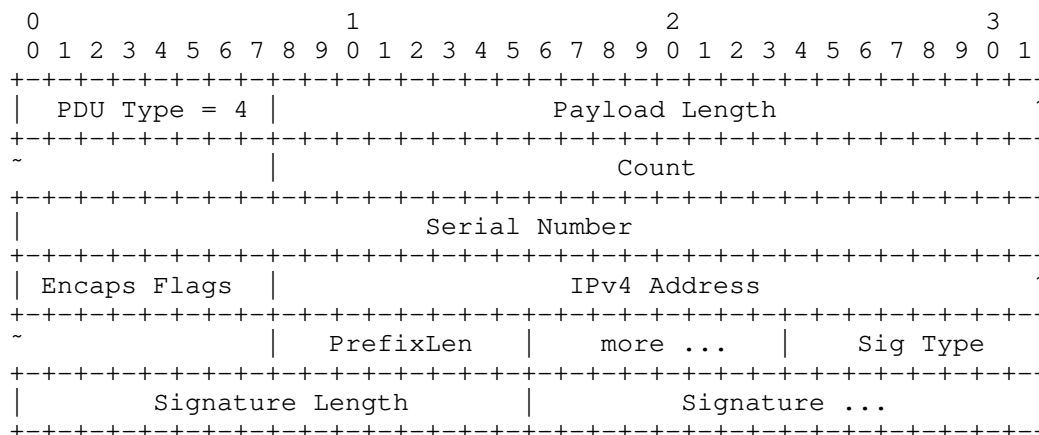 0                   1                   2                   3
0 1 2 3 4 5 6 7 8 9 0 1 2 3 4 5 6 7 8 9 0 1 2 3 4 5 6 7 8 9 0 1
+-+-+-+-+-+-+-+-+-+-+-+-+-+-+-+-+-+-+-+-+-+-+-+-+-+-+-+-+-+-+-+-
|  PDU Type = 4 |                 Payload Length                ~
+-+-+-+-+-+-+-+-+-+-+-+-+-+-+-+-+-+-+-+-+-+-+-+-+-+-+-+-+-+-+-+-
~               |                     Count
+-+-+-+-+-+-+-+-+-+-+-+-+-+-+-+-+-+-+-+-+-+-+-+-+-+-+-+-+-+-+-+-
|                         Serial Number
+-+-+-+-+-+-+-+-+-+-+-+-+-+-+-+-+-+-+-+-+-+-+-+-+-+-+-+-+-+-+-+-
| Encaps Flags  |                  IPv4 Address                 ~
+-+-+-+-+-+-+-+-+-+-+-+-+-+-+-+-+-+-+-+-+-+-+-+-+-+-+-+-+-+-+-+-
~               |   PrefixLen   |    more ...   |    Sig Type
+-+-+-+-+-+-+-+-+-+-+-+-+-+-+-+-+-+-+-+-+-+-+-+-+-+-+-+-+-+-+-+-
|        Signature Length       |         Signature ...
+-+-+-+-+-+-+-+-+-+-+-+-+-+-+-+-+-+-+-+-+-+-+-+-+-+-+-+-+-+-+-+-